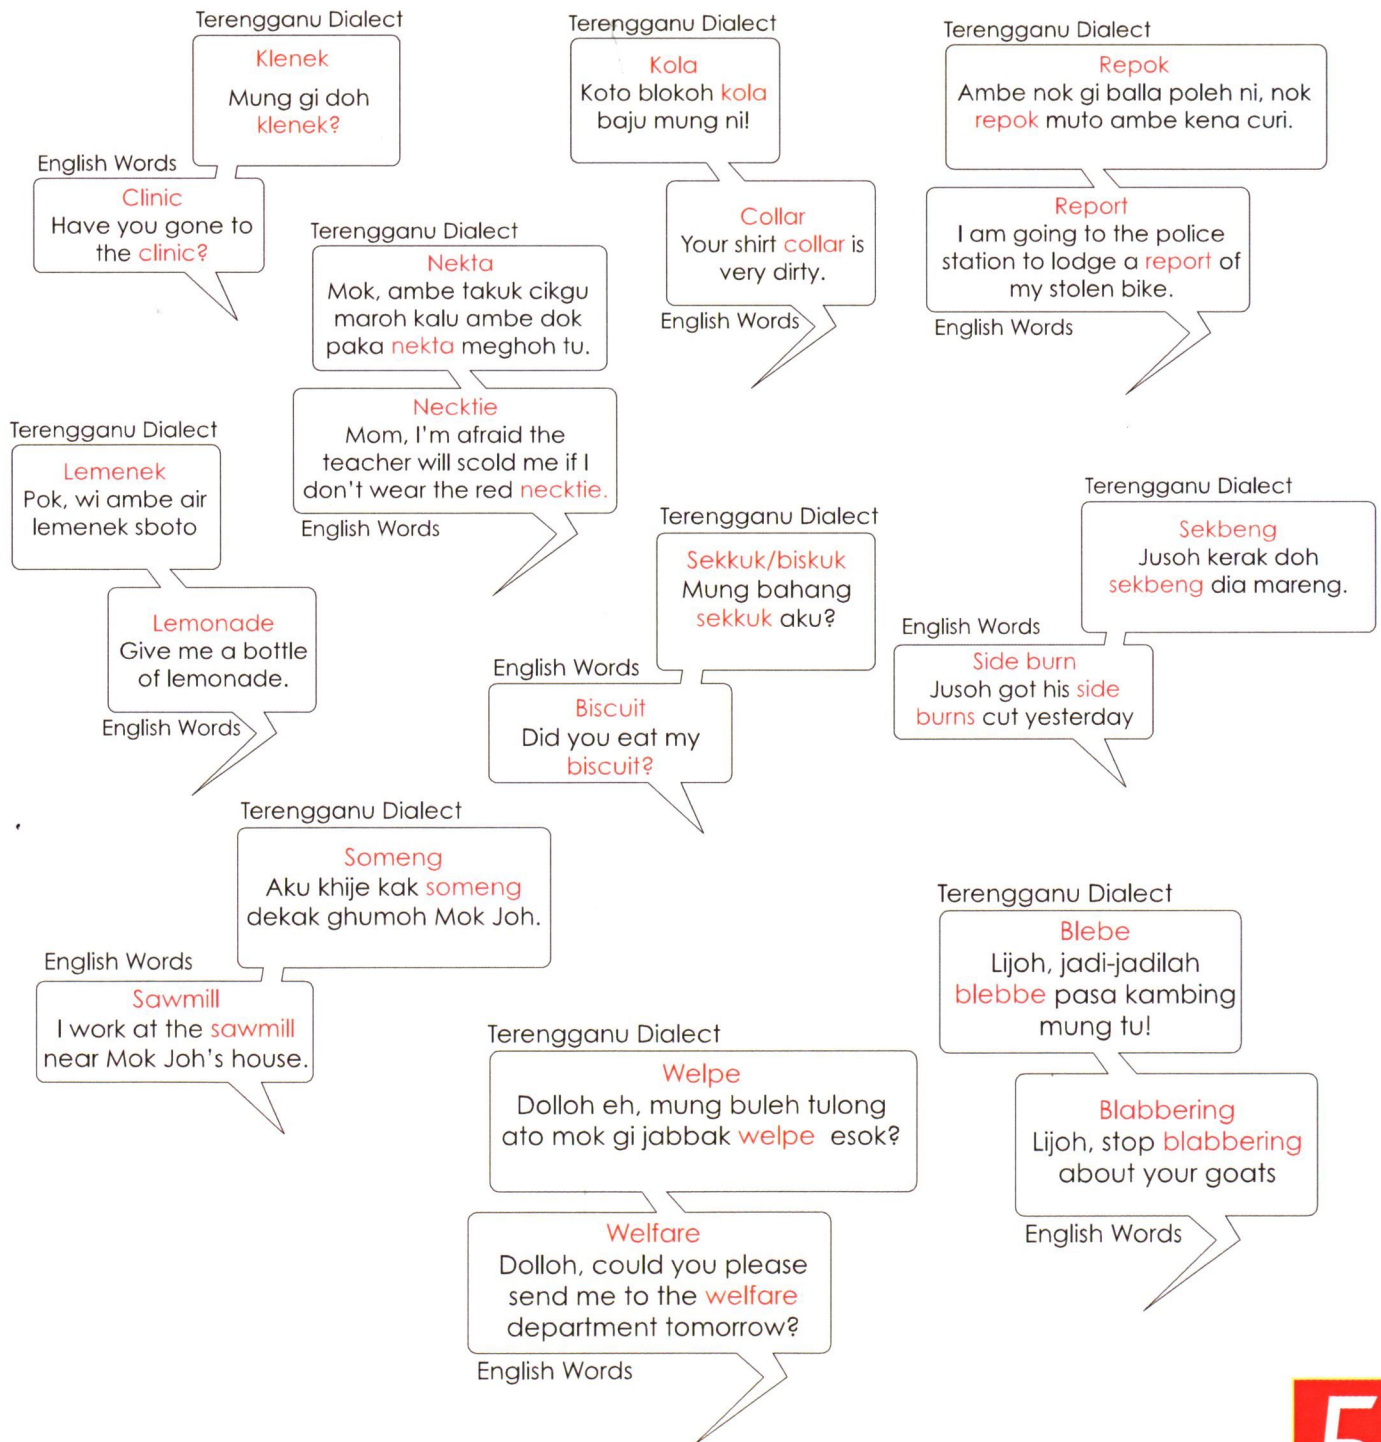 Terengganu Dialect
Klenek
Mung gi doh
klenek?
English Words
Clinic
Have you gone to
the clinic?
Terengganu Dialect
Kola
Koto blokoh kola
baju mung ni!
Collar
Your shirt collar is
very dirty.
English Words
Terengganu Dialect
Repok
Ambe nok gi balla poleh ni, nok
repok muto ambe kena curi.
Report
I am going to the police
station to lodge a report of
my stolen bike.
English Words
Terengganu Dialect
Nekta
Mok, ambe takuk cikgu
maroh kalu ambe dok
paka nekta meghoh tu.
Necktie
Mom, I'm afraid the
teacher will scold me if I
don't wear the red necktie.
English Words
Terengganu Dialect
Lemenek
Pok, wi ambe air
lemenek sboto
Lemonade
Give me a bottle
of lemonade.
English Words
Terengganu Dialect
Sekkuk/biskuk
Mung bahang
sekkuk aku?
English Words
Biscuit
Did you eat my
biscuit?
Terengganu Dialect
Sekbeng
Jusoh kerak doh
sekbeng dia mareng.
English Words
Side burn
Jusoh got his side
burns cut yesterday
Terengganu Dialect
Someng
Aku khije kak someng
dekak ghumoh Mok Joh.
English Words
Sawmill
I work at the sawmill
near Mok Joh's house.
Terengganu Dialect
Welpe
Dolloh eh, mung buleh tulong
ato mok gi jabbak welpe esok?
Welfare
Dolloh, could you please
send me to the welfare
department tomorrow?
English Words
Terengganu Dialect
Blebe
Lijoh, jadi-jadilah
blebbe pasa kambing
mung tu!
Blabbering
Lijoh, stop blabbering
about your goats
English Words
5